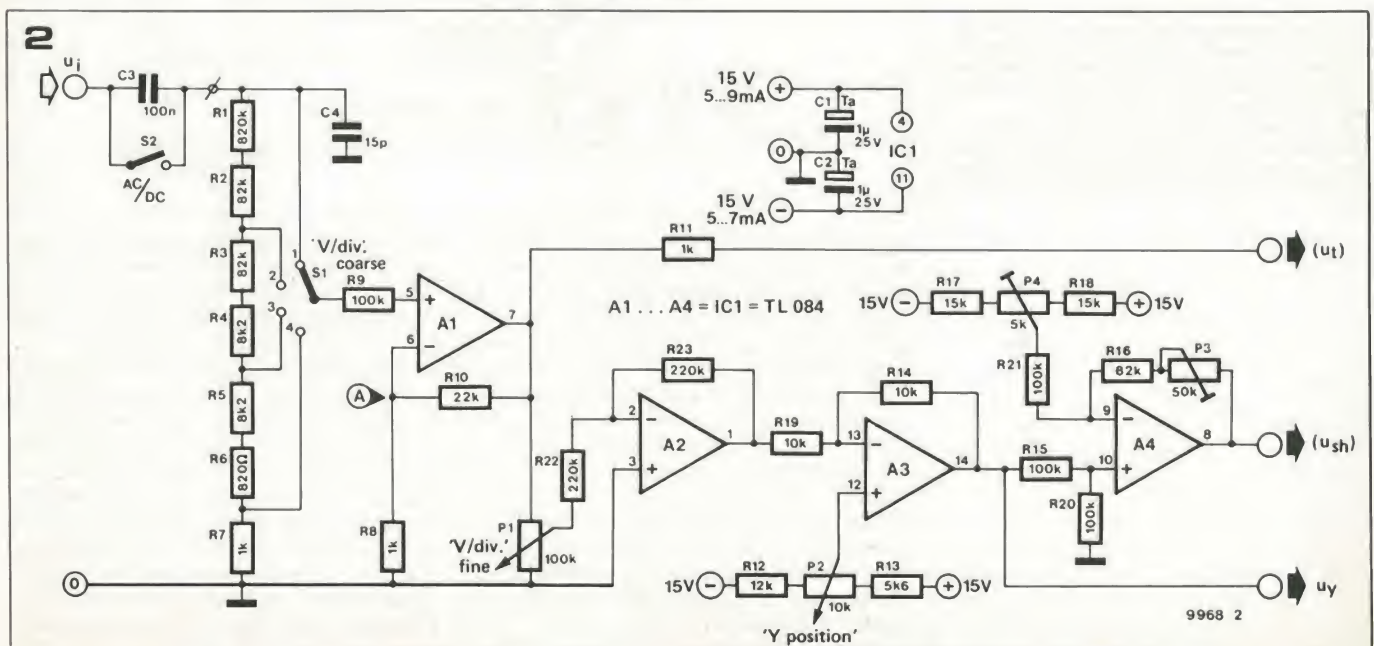 2
ui
C3
100n
S2
AC/DC
R1
820k
R2
82k
R3
82k
R4
8k2
R5
8k2
R6
820Ω
R7
1k
0
C4
15p
1
2
3
4
S1
'V/div.'
coarse
R9
100k
5
+
6
−
A1
7
A
R10
22k
R8
1k
P1
100k
'V/div.'
fine
15 V
5...9mA
+
C1
Ta
1µ
25V
4
0
IC1
C2
Ta
1µ
25V
11
15 V
5...7mA
−
R11
1k
(ut)
A1 . . . A4 = IC1 = TL 084
R22
220k
R23
220k
2
−
3
+
A2
1
R19
10k
R14
10k
13
−
12
+
A3
14
15V
−
R12
12k
P2
10k
R13
5k6
+
15V
'Y position'
15V
−
R17
15k
P4
5k
R18
15k
+
15V
R21
100k
R16
82k
P3
50k
9
−
10
+
A4
8
(ush)
R15
100k
R20
100k
uy
9968 2